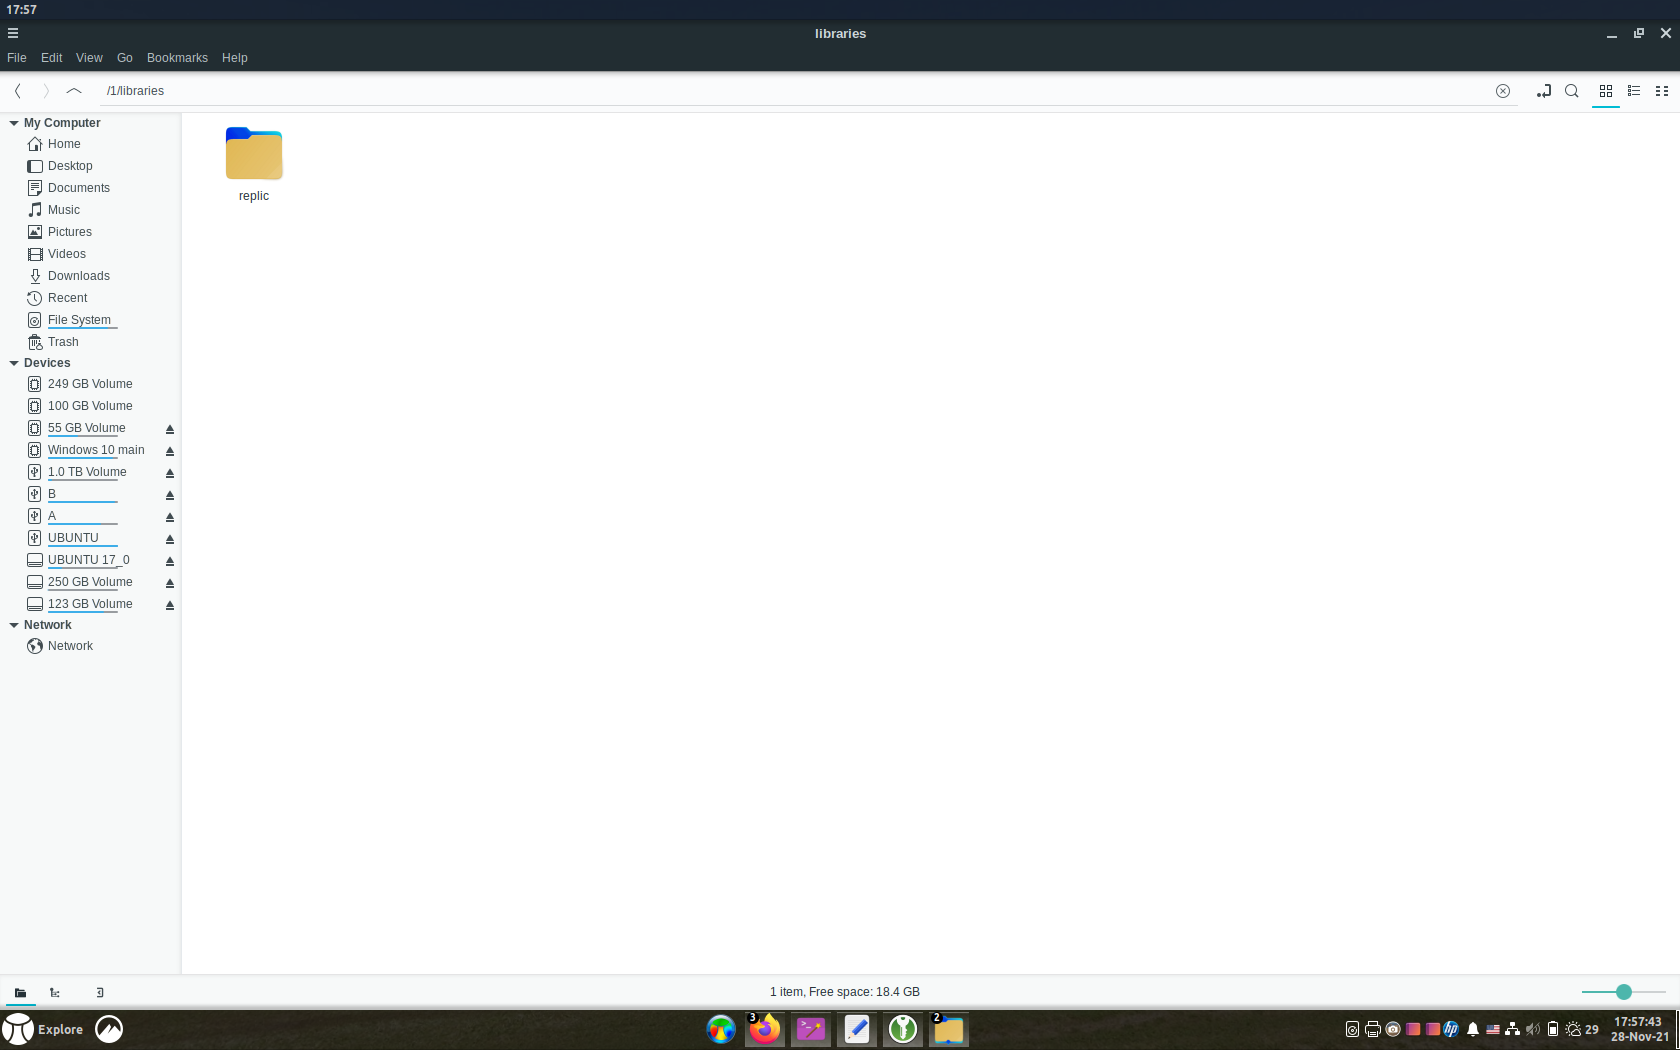 17:57
libraries
File Edit View Go Bookmarks Help
/1/libraries
My Computer
Home
Desktop
Documents
Music
Pictures
Videos
Downloads
Recent
File System
Trash
Devices
249 GB Volume
100 GB Volume
55 GB Volume
Windows 10 main
1.0 TB Volume
B
A
UBUNTU
UBUNTU 17_0
250 GB Volume
123 GB Volume
Network
Network
replic
1 item, Free space: 18.4 GB
Explore
3
>_
2
hp
29
17:57:43
28-Nov-21